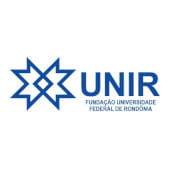 UNIR
FUNDAÇÃO UNIVERSIDADE
FEDERAL DE RONDÔNIA